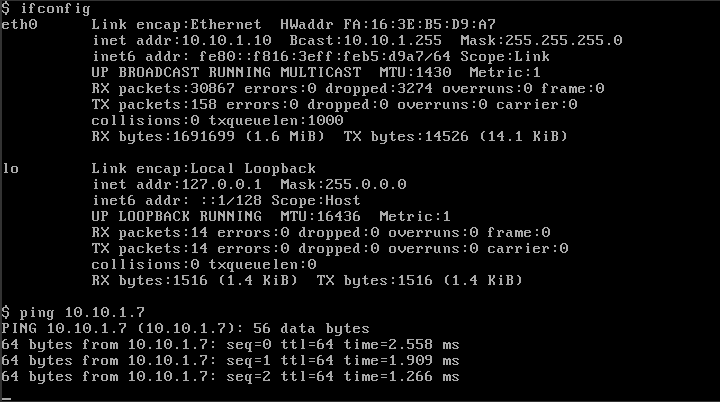 $ ifconfig
eth0      Link encap:Ethernet  HWaddr FA:16:3E:B5:D9:A7
          inet addr:10.10.1.10  Bcast:10.10.1.255  Mask:255.255.255.0
          inet6 addr: fe80::f816:3eff:feb5:d9a7/64 Scope:Link
          UP BROADCAST RUNNING MULTICAST  MTU:1430  Metric:1
          RX packets:30867 errors:0 dropped:3274 overruns:0 frame:0
          TX packets:158 errors:0 dropped:0 overruns:0 carrier:0
          collisions:0 txqueuelen:1000
          RX bytes:1691699 (1.6 MiB)  TX bytes:14526 (14.1 KiB)

lo        Link encap:Local Loopback
          inet addr:127.0.0.1  Mask:255.0.0.0
          inet6 addr: ::1/128 Scope:Host
          UP LOOPBACK RUNNING  MTU:16436  Metric:1
          RX packets:14 errors:0 dropped:0 overruns:0 frame:0
          TX packets:14 errors:0 dropped:0 overruns:0 carrier:0
          collisions:0 txqueuelen:0
          RX bytes:1516 (1.4 KiB)  TX bytes:1516 (1.4 KiB)

$ ping 10.10.1.7
PING 10.10.1.7 (10.10.1.7): 56 data bytes
64 bytes from 10.10.1.7: seq=0 ttl=64 time=2.558 ms
64 bytes from 10.10.1.7: seq=1 ttl=64 time=1.909 ms
64 bytes from 10.10.1.7: seq=2 ttl=64 time=1.266 ms